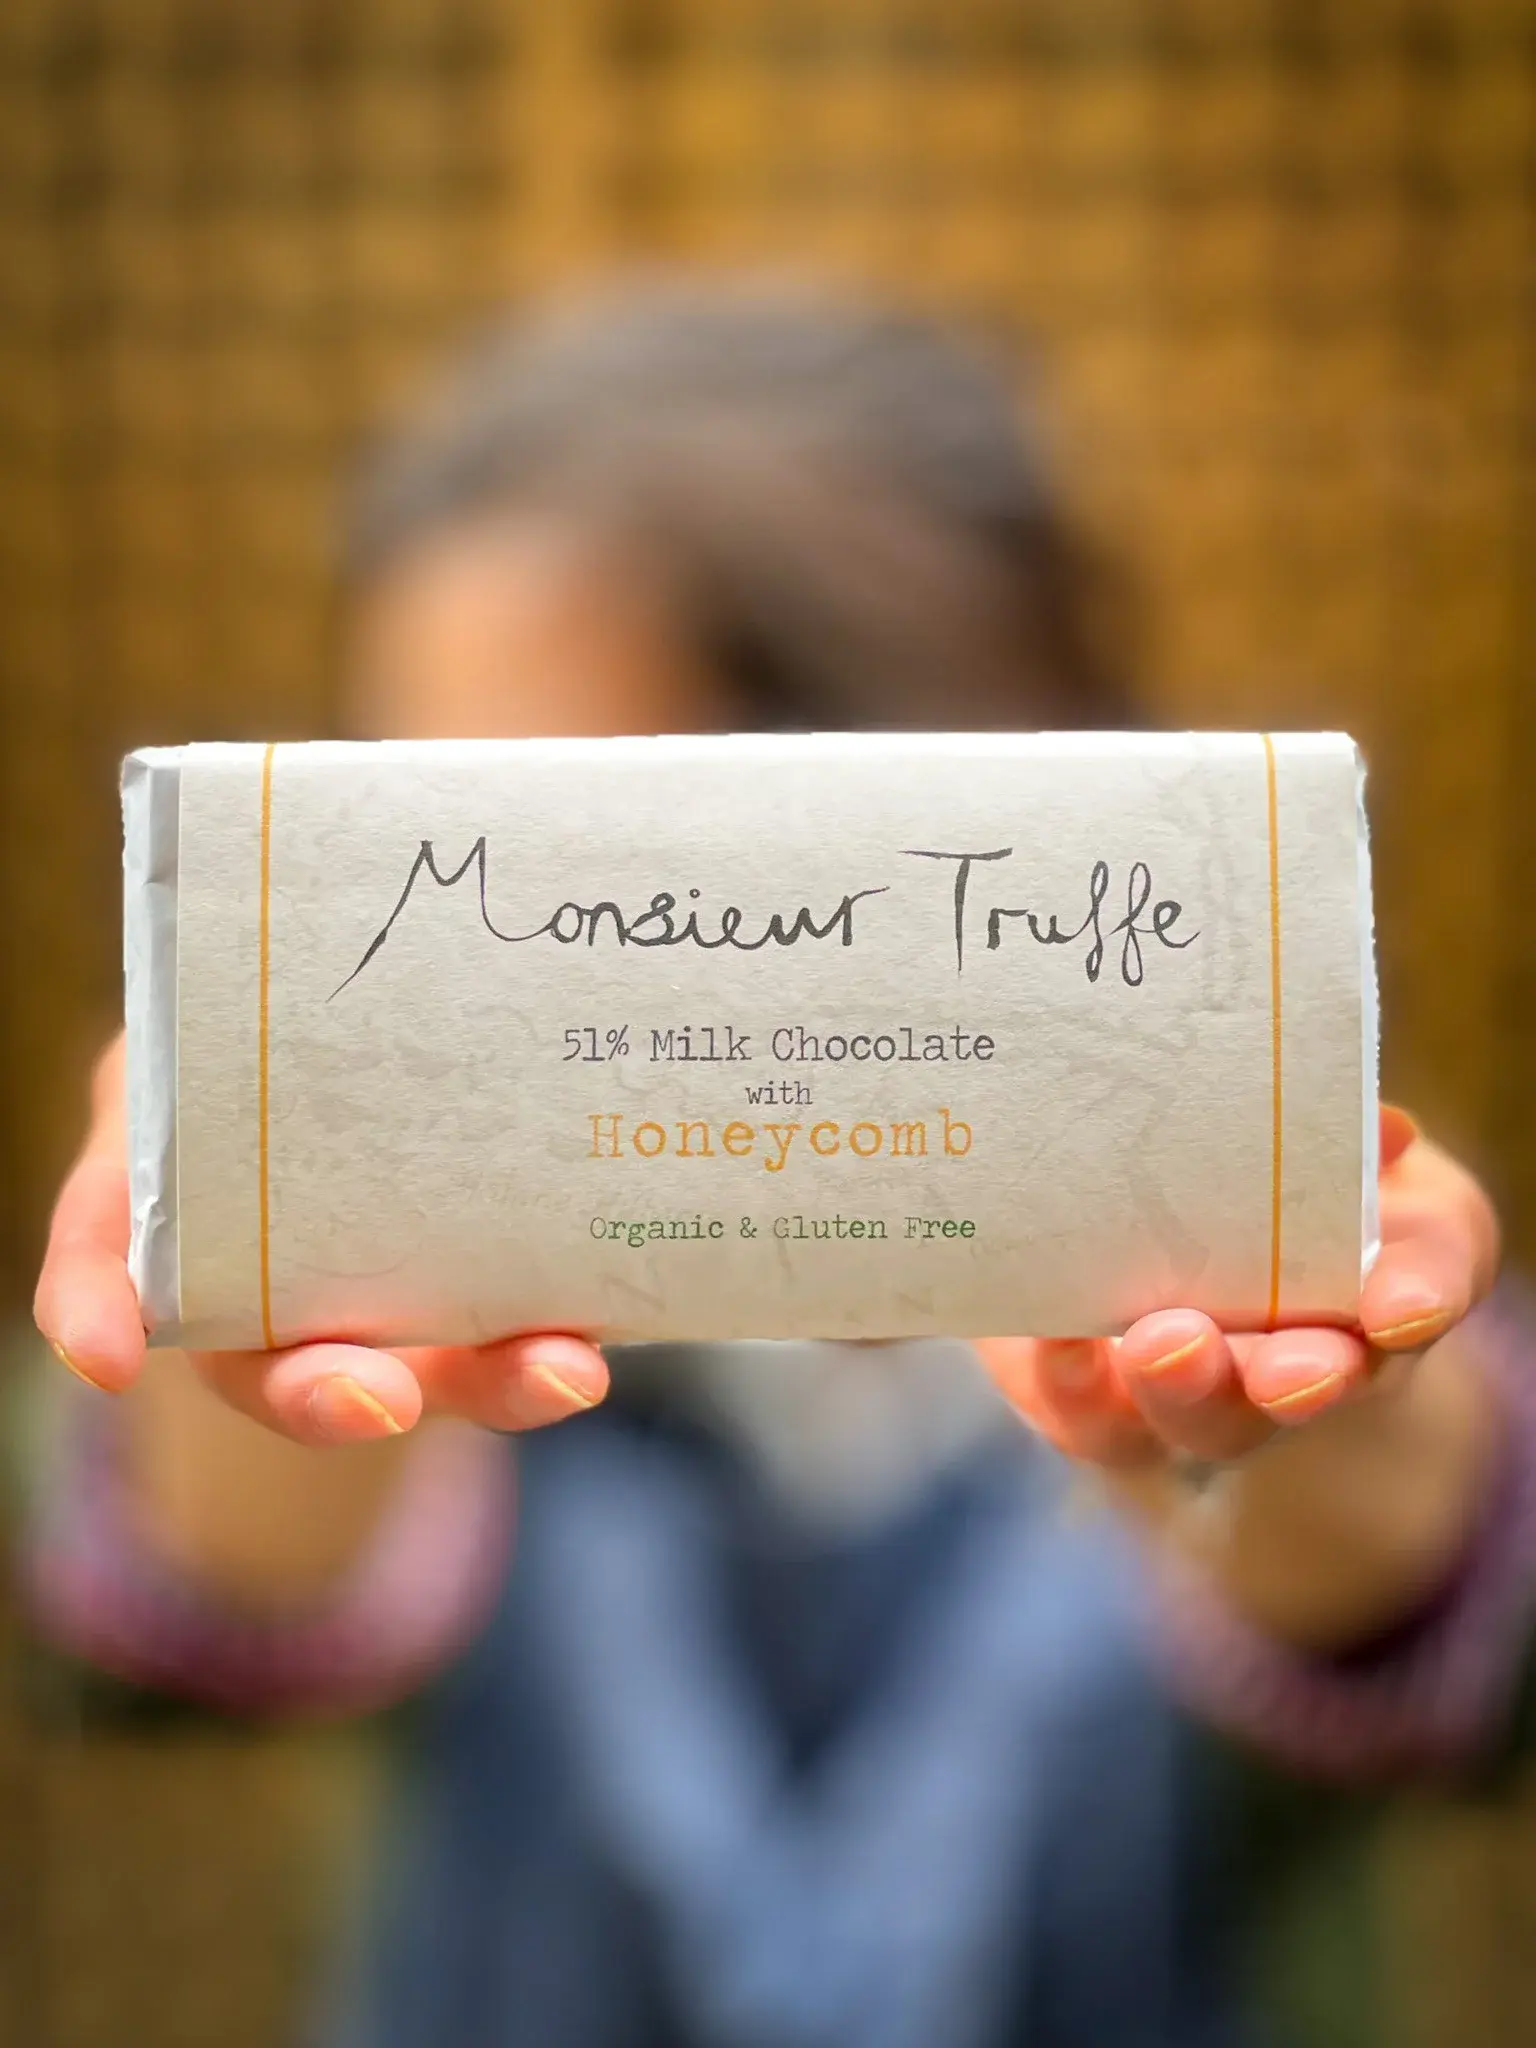 Monsieur Truffe
51% Milk Chocolate
with
Honeycomb
Organic & Gluten Free